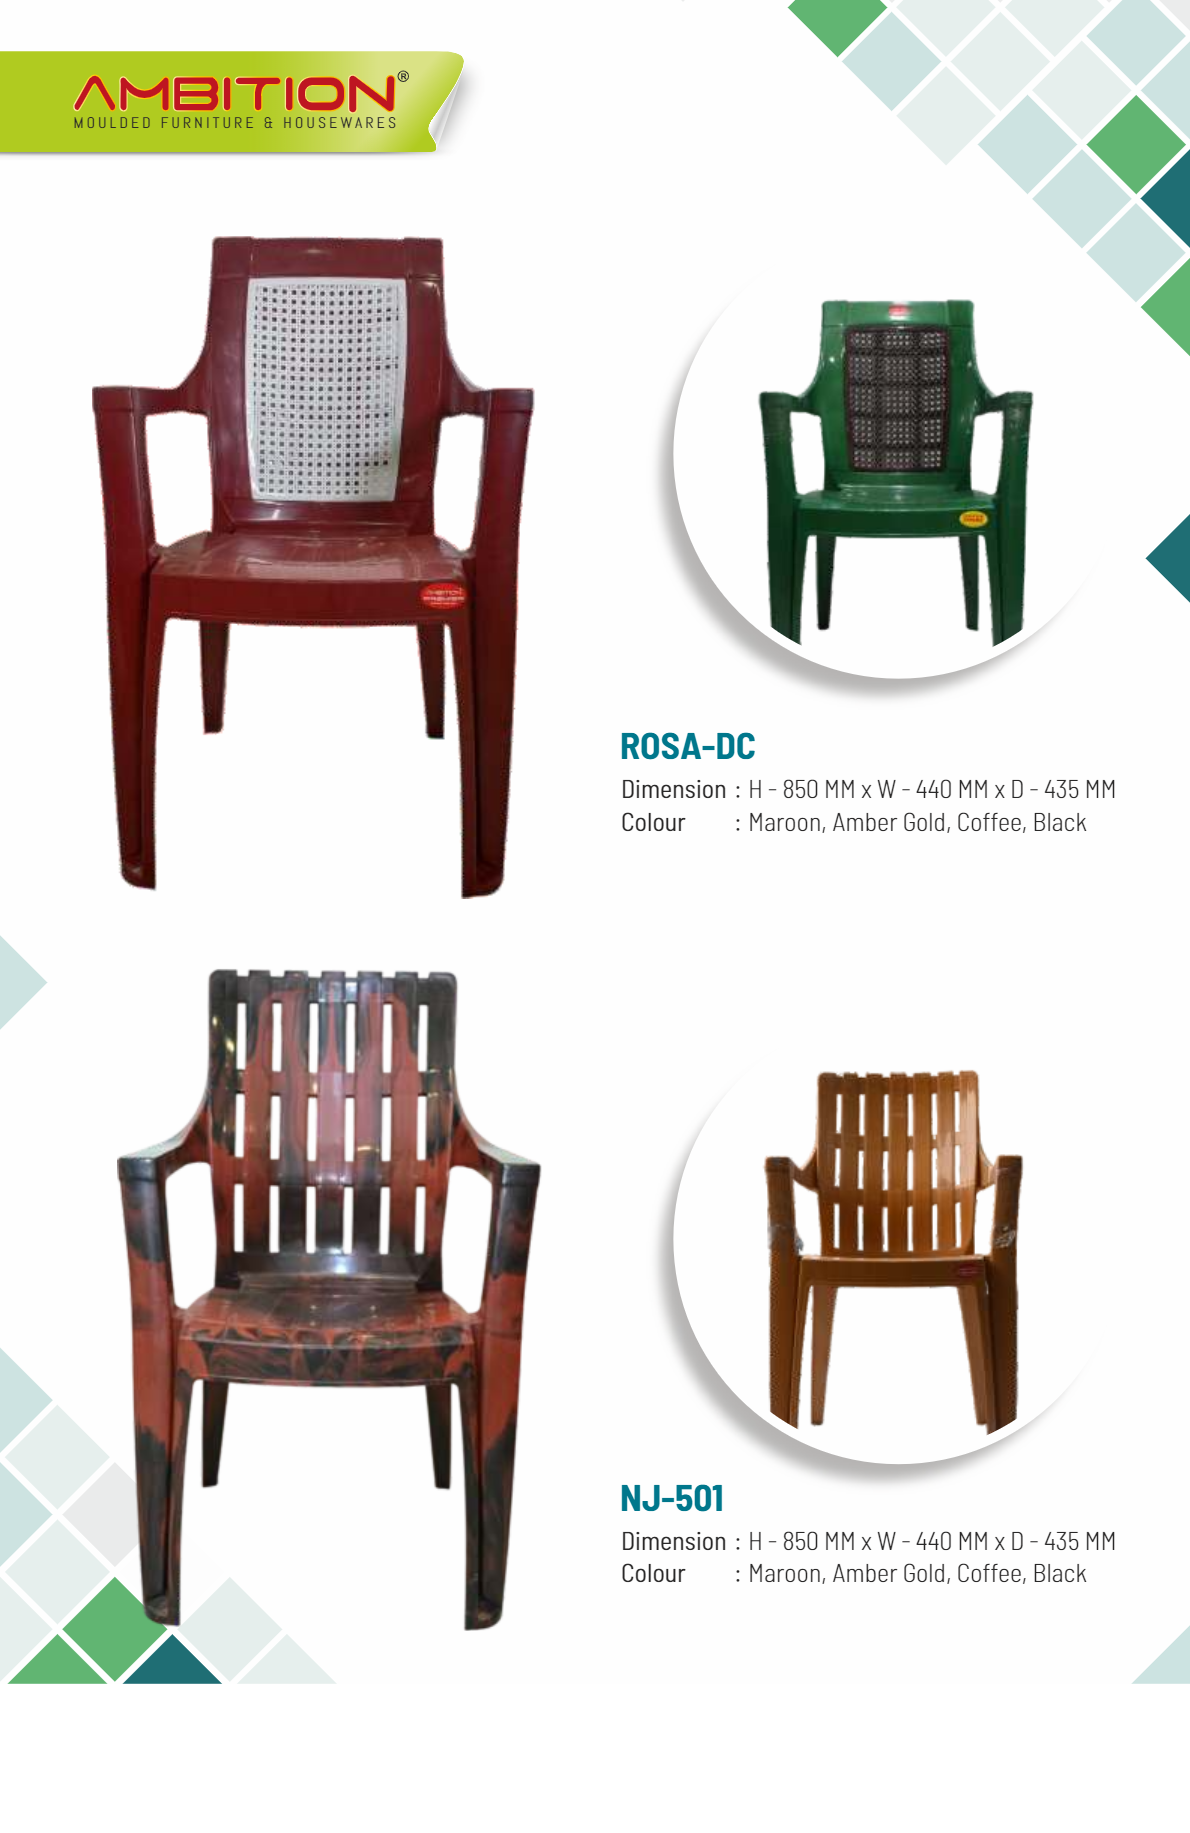 AMBITION®
MOULDED FURNITURE & HOUSEWARES
AMBITION
ROSA-DC
Dimension : H - 850 MM x W - 440 MM x D - 435 MM
Colour : Maroon, Amber Gold, Coffee, Black
NJ-501
Dimension : H - 850 MM x W - 440 MM x D - 435 MM
Colour : Maroon, Amber Gold, Coffee, Black